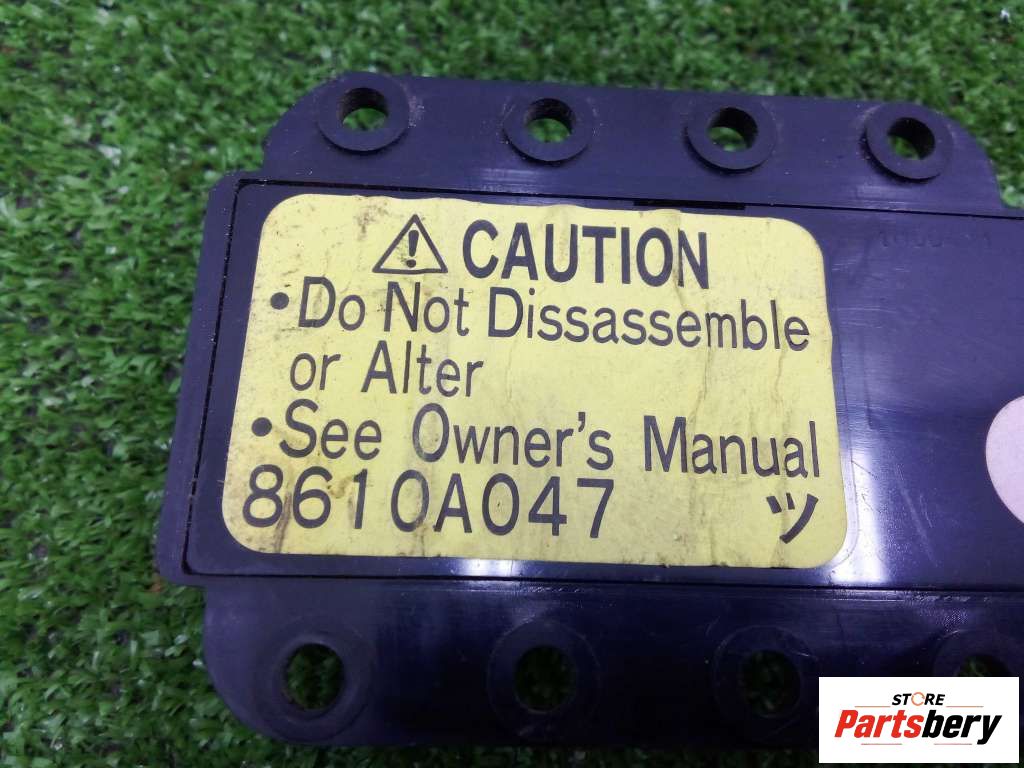 ⚠ CAUTION
•Do Not Dissassemble
or Alter
•See Owner's Manual
8610A047 ツ
STORE
Partsbery